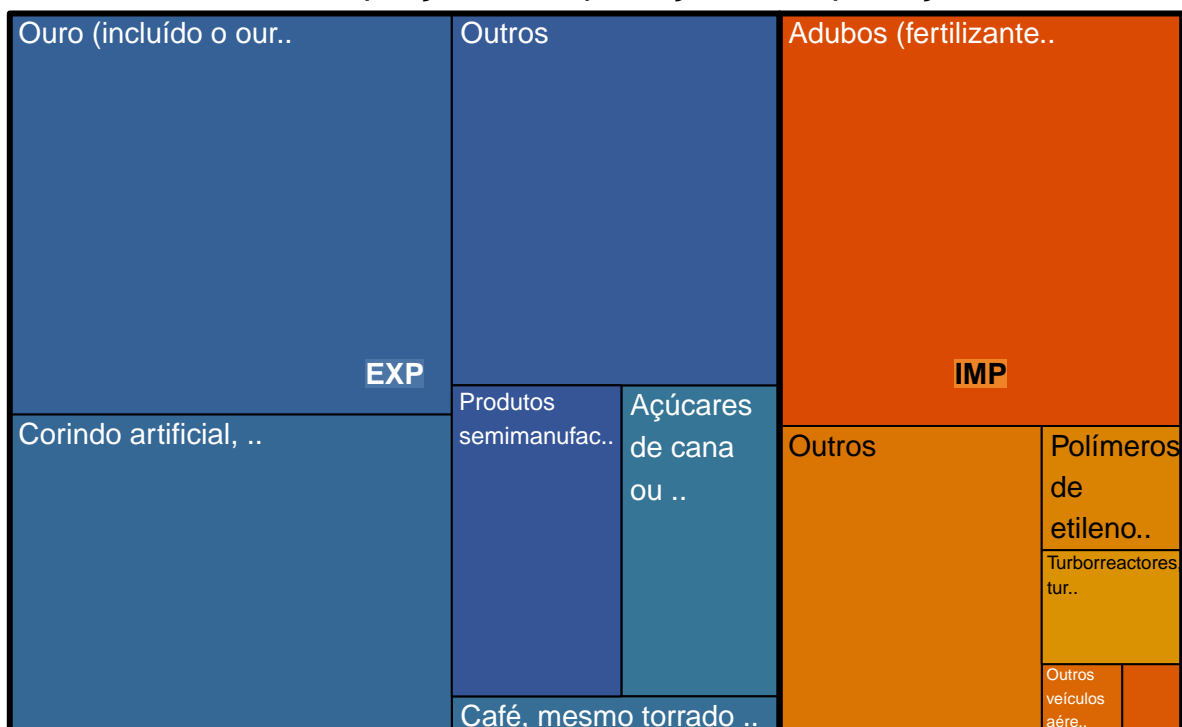 Ouro (incluído o our..
Outros
Adubos (fertilizante..
EXP
IMP
Corindo artificial, ..
Produtos
semimanufac..
Açúcares
de cana
ou ..
Outros
Polímeros
de
etileno..
Turborreactores,
tur..
Outros
veículos
aére..
Café, mesmo torrado ..